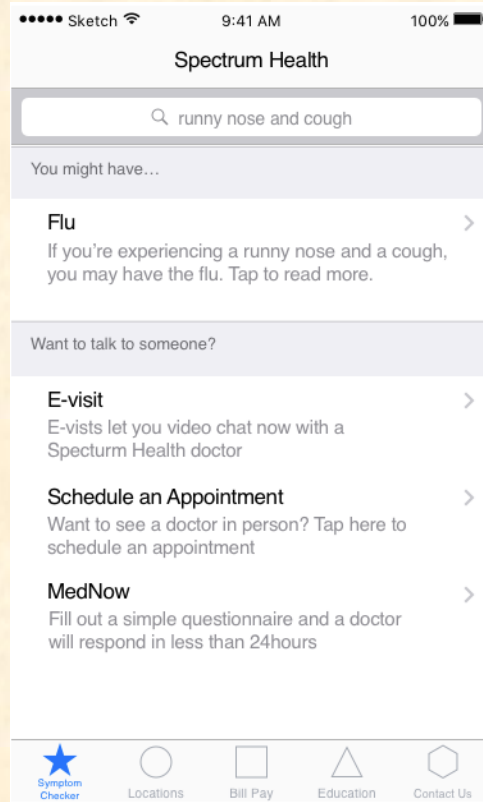 Sketch 9:41 AM 100%
Spectrum Health
runny nose and cough
You might have...
Flu
If you're experiencing a runny nose and a cough,
you may have the flu. Tap to read more.
Want to talk to someone?
E-visit
E-vists let you video chat now with a
Specturm Health doctor
Schedule an Appointment
Want to see a doctor in person? Tap here to
schedule an appointment
MedNow
Fill out a simple questionnaire and a doctor
will respond in less than 24hours
Symptom
Checker
Locations
Bill Pay
Education
Contact Us